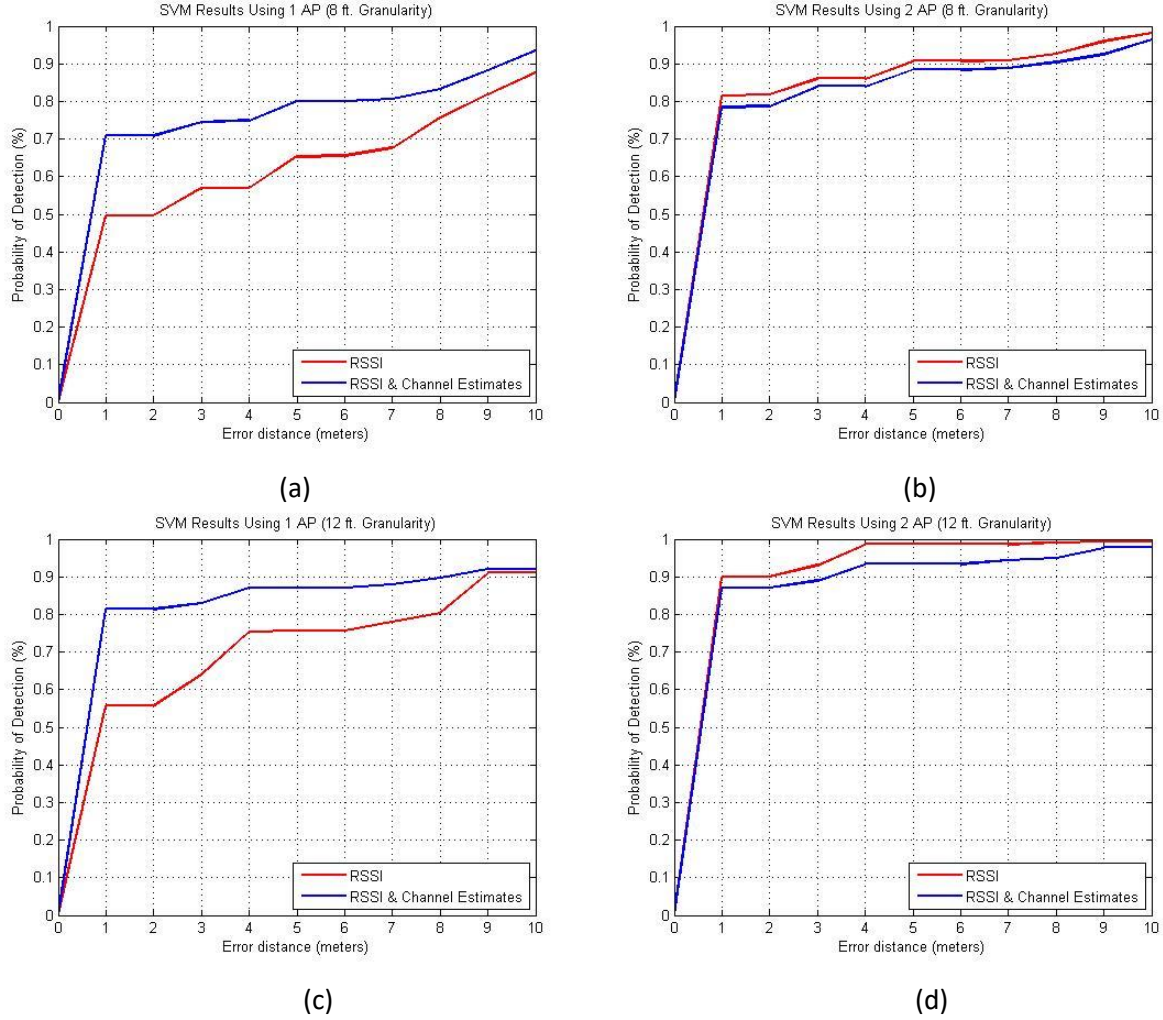 SVM Results Using 1 AP (8 ft. Granularity)
Probability of Detection (%)
1
0.9
0.8
0.7
0.6
0.5
0.4
0.3
0.2
0.1
0
RSSI
RSSI & Channel Estimates
0 1 2 3 4 5 6 7 8 9 10
Error distance (meters)
(a)
SVM Results Using 2 AP (8 ft. Granularity)
Probability of Detection (%)
1
0.9
0.8
0.7
0.6
0.5
0.4
0.3
0.2
0.1
0
RSSI
RSSI & Channel Estimates
0 1 2 3 4 5 6 7 8 9 10
Error distance (meters)
(b)
SVM Results Using 1 AP (12 ft. Granularity)
Probability of Detection (%)
1
0.9
0.8
0.7
0.6
0.5
0.4
0.3
0.2
0.1
0
RSSI
RSSI & Channel Estimates
0 1 2 3 4 5 6 7 8 9 10
Error distance (meters)
(c)
SVM Results Using 2 AP (12 ft. Granularity)
Probability of Detection (%)
1
0.9
0.8
0.7
0.6
0.5
0.4
0.3
0.2
0.1
0
RSSI
RSSI & Channel Estimates
0 1 2 3 4 5 6 7 8 9 10
Error distance (meters)
(d)